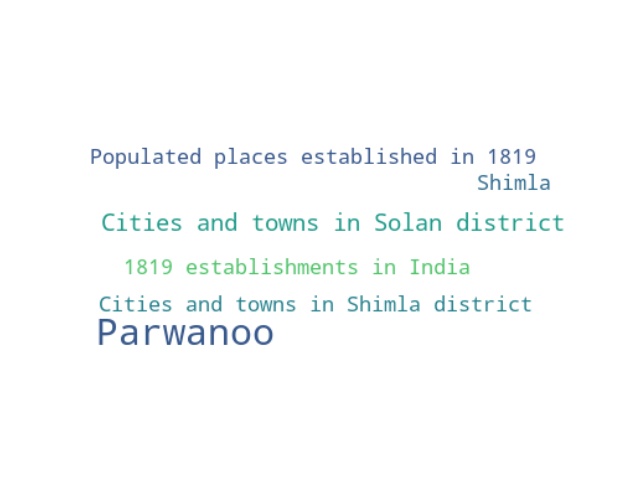 Populated places established in 1819
Shimla
Cities and towns in Solan district
1819 establishments in India
Cities and towns in Shimla district
Parwanoo